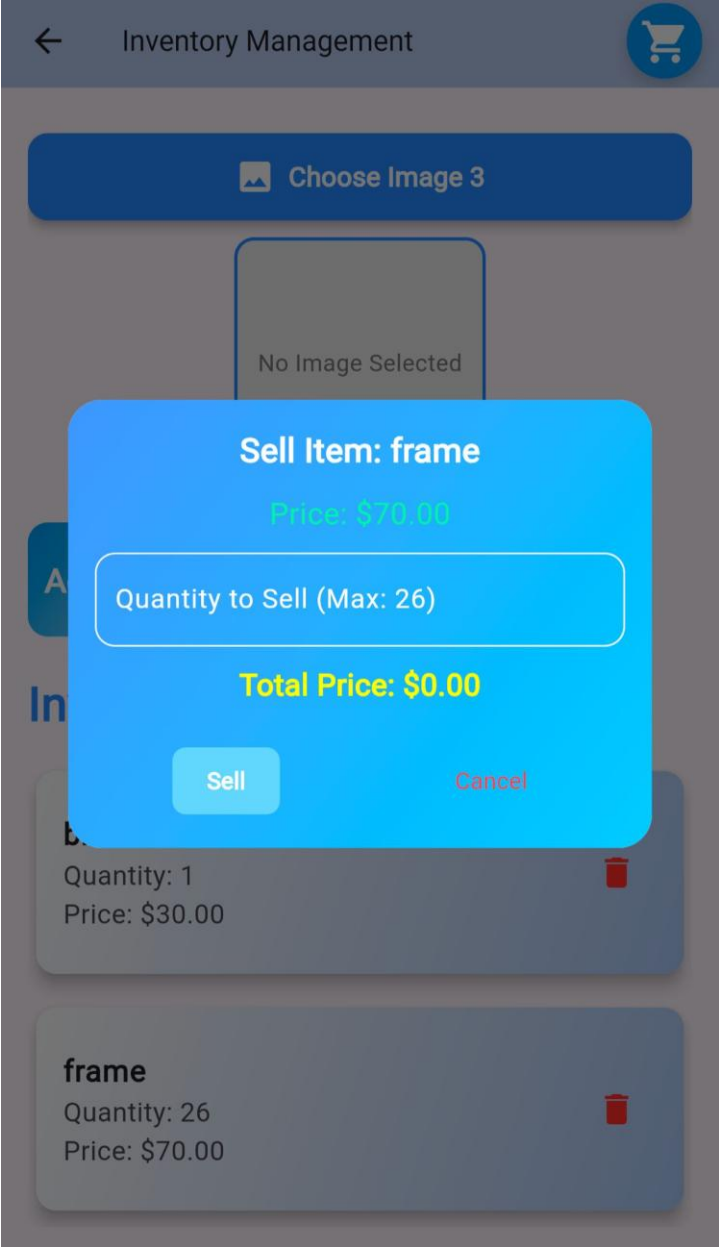 Inventory Management
Choose Image 3
No Image Selected
Sell Item: frame
Price: $70.00
Quantity to Sell (Max: 26)
Total Price: $0.00
Sell
Cancel
Quantity: 1
Price: $30.00
frame
Quantity: 26
Price: $70.00